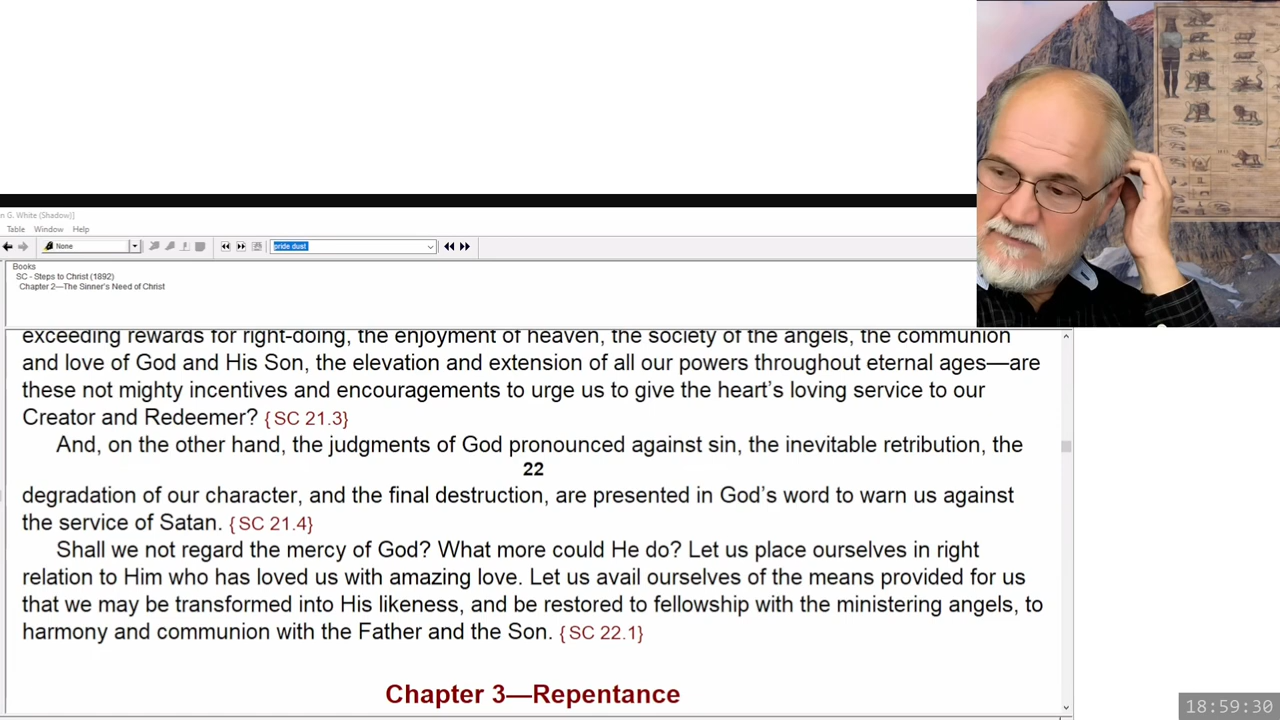 n G. White (Shadow)]
Table Window Help
None
pride dust
Books
SC - Steps to Christ (1892)
Chapter 2—The Sinner's Need of Christ
exceeding rewards for right-doing, the enjoyment of heaven, the society of the angels, the communion
and love of God and His Son, the elevation and extension of all our powers throughout eternal ages—are
these not mighty incentives and encouragements to urge us to give the heart's loving service to our
Creator and Redeemer? {SC 21.3}
And, on the other hand, the judgments of God pronounced against sin, the inevitable retribution, the
22
degradation of our character, and the final destruction, are presented in God's word to warn us against
the service of Satan. {SC 21.4}
Shall we not regard the mercy of God? What more could He do? Let us place ourselves in right
relation to Him who has loved us with amazing love. Let us avail ourselves of the means provided for us
that we may be transformed into His likeness, and be restored to fellowship with the ministering angels, to
harmony and communion with the Father and the Son. {SC 22.1}
Chapter 3—Repentance
18:59:30